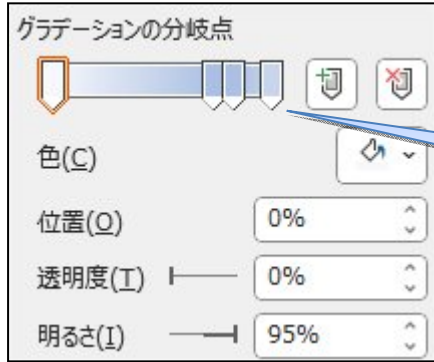 グラデーションの分岐点
色(C)
位置(O) 0%
透明度(T) 0%
明るさ(I) 95%